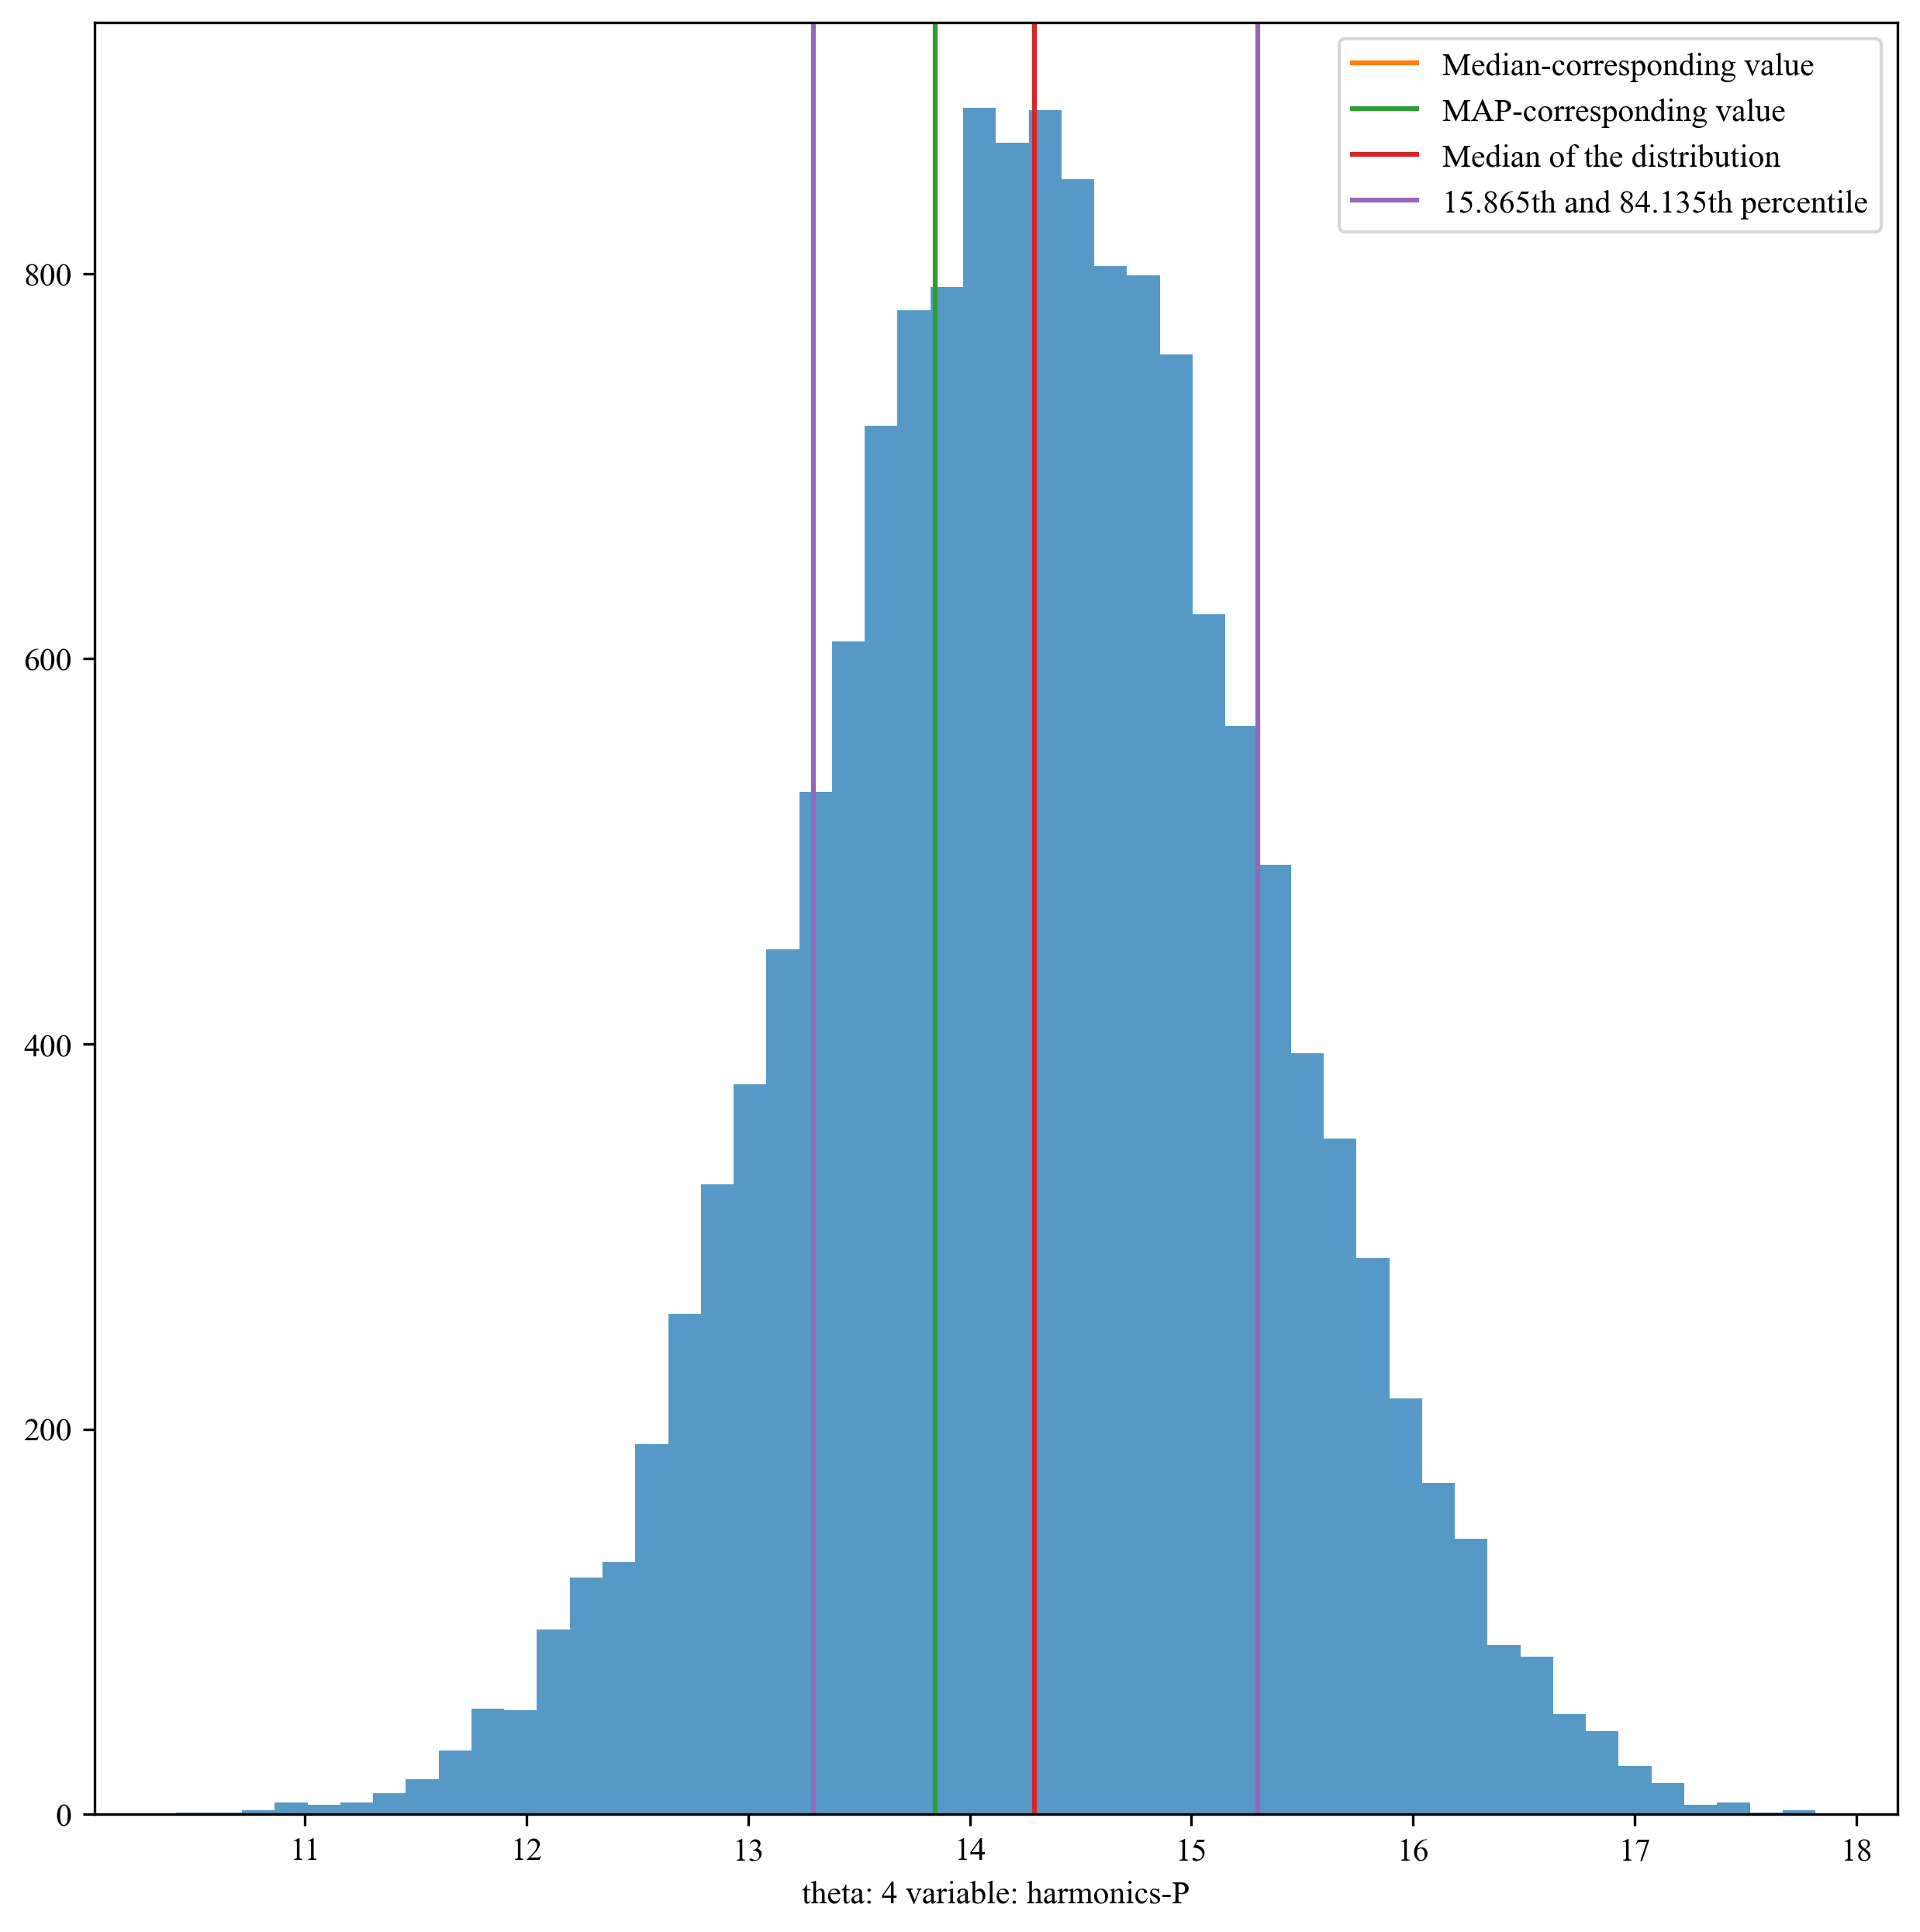 Median-corresponding value
MAP-corresponding value
Median of the distribution
15.865th and 84.135th percentile
800
600
400
200
0
11 12 13 14 15 16 17 18
theta: 4 variable: harmonics-P